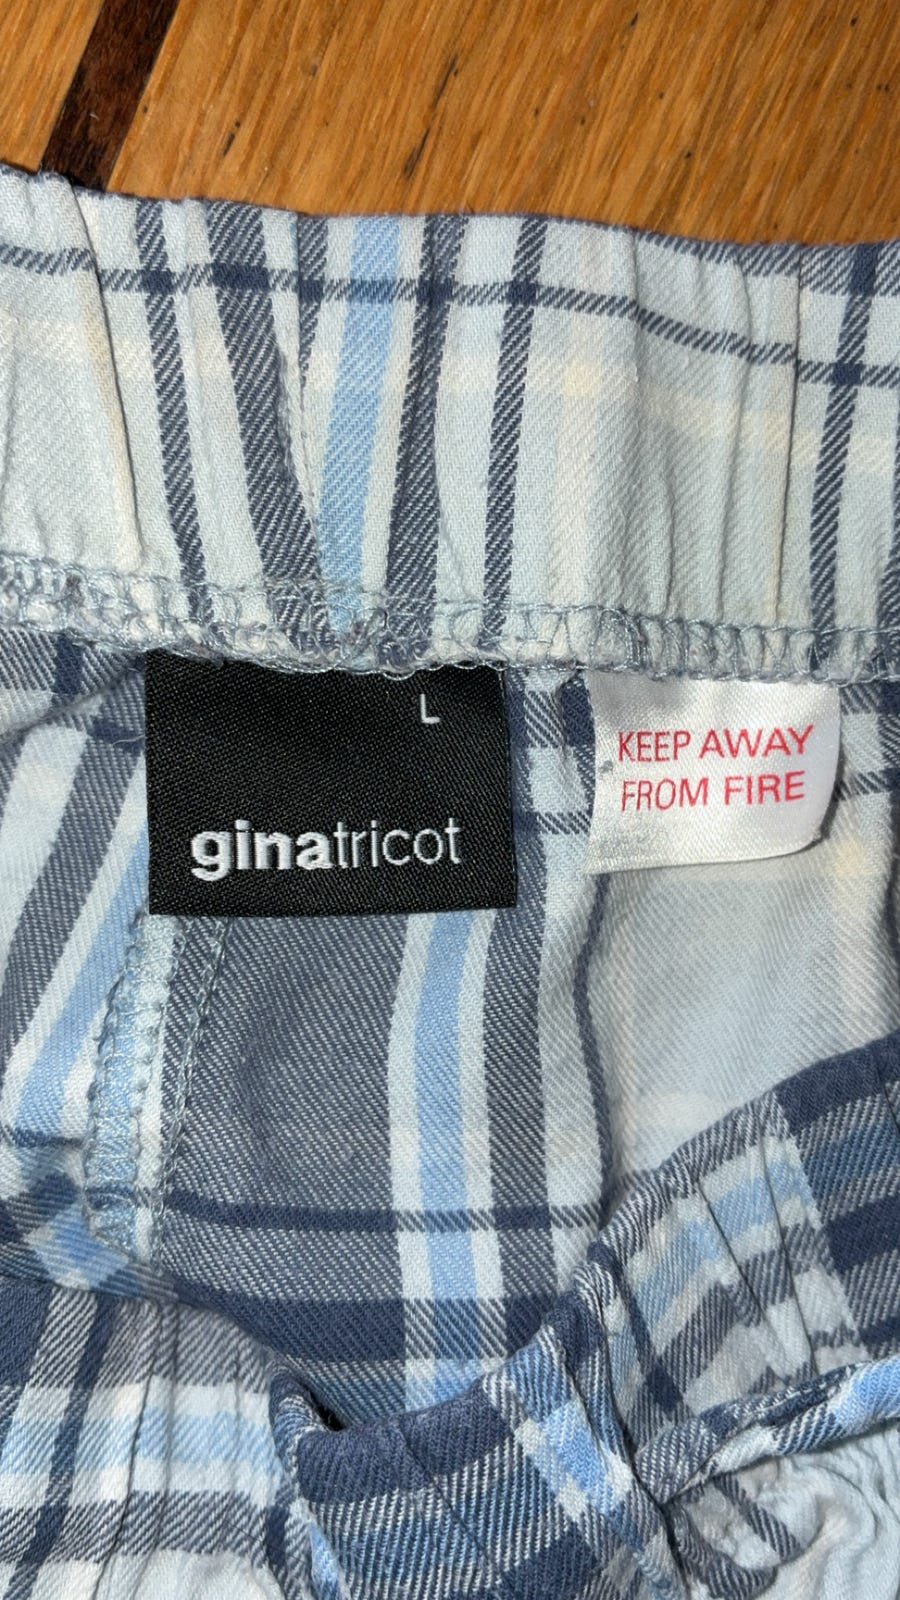 L
ginatricot
KEEP AWAY
FROM FIRE